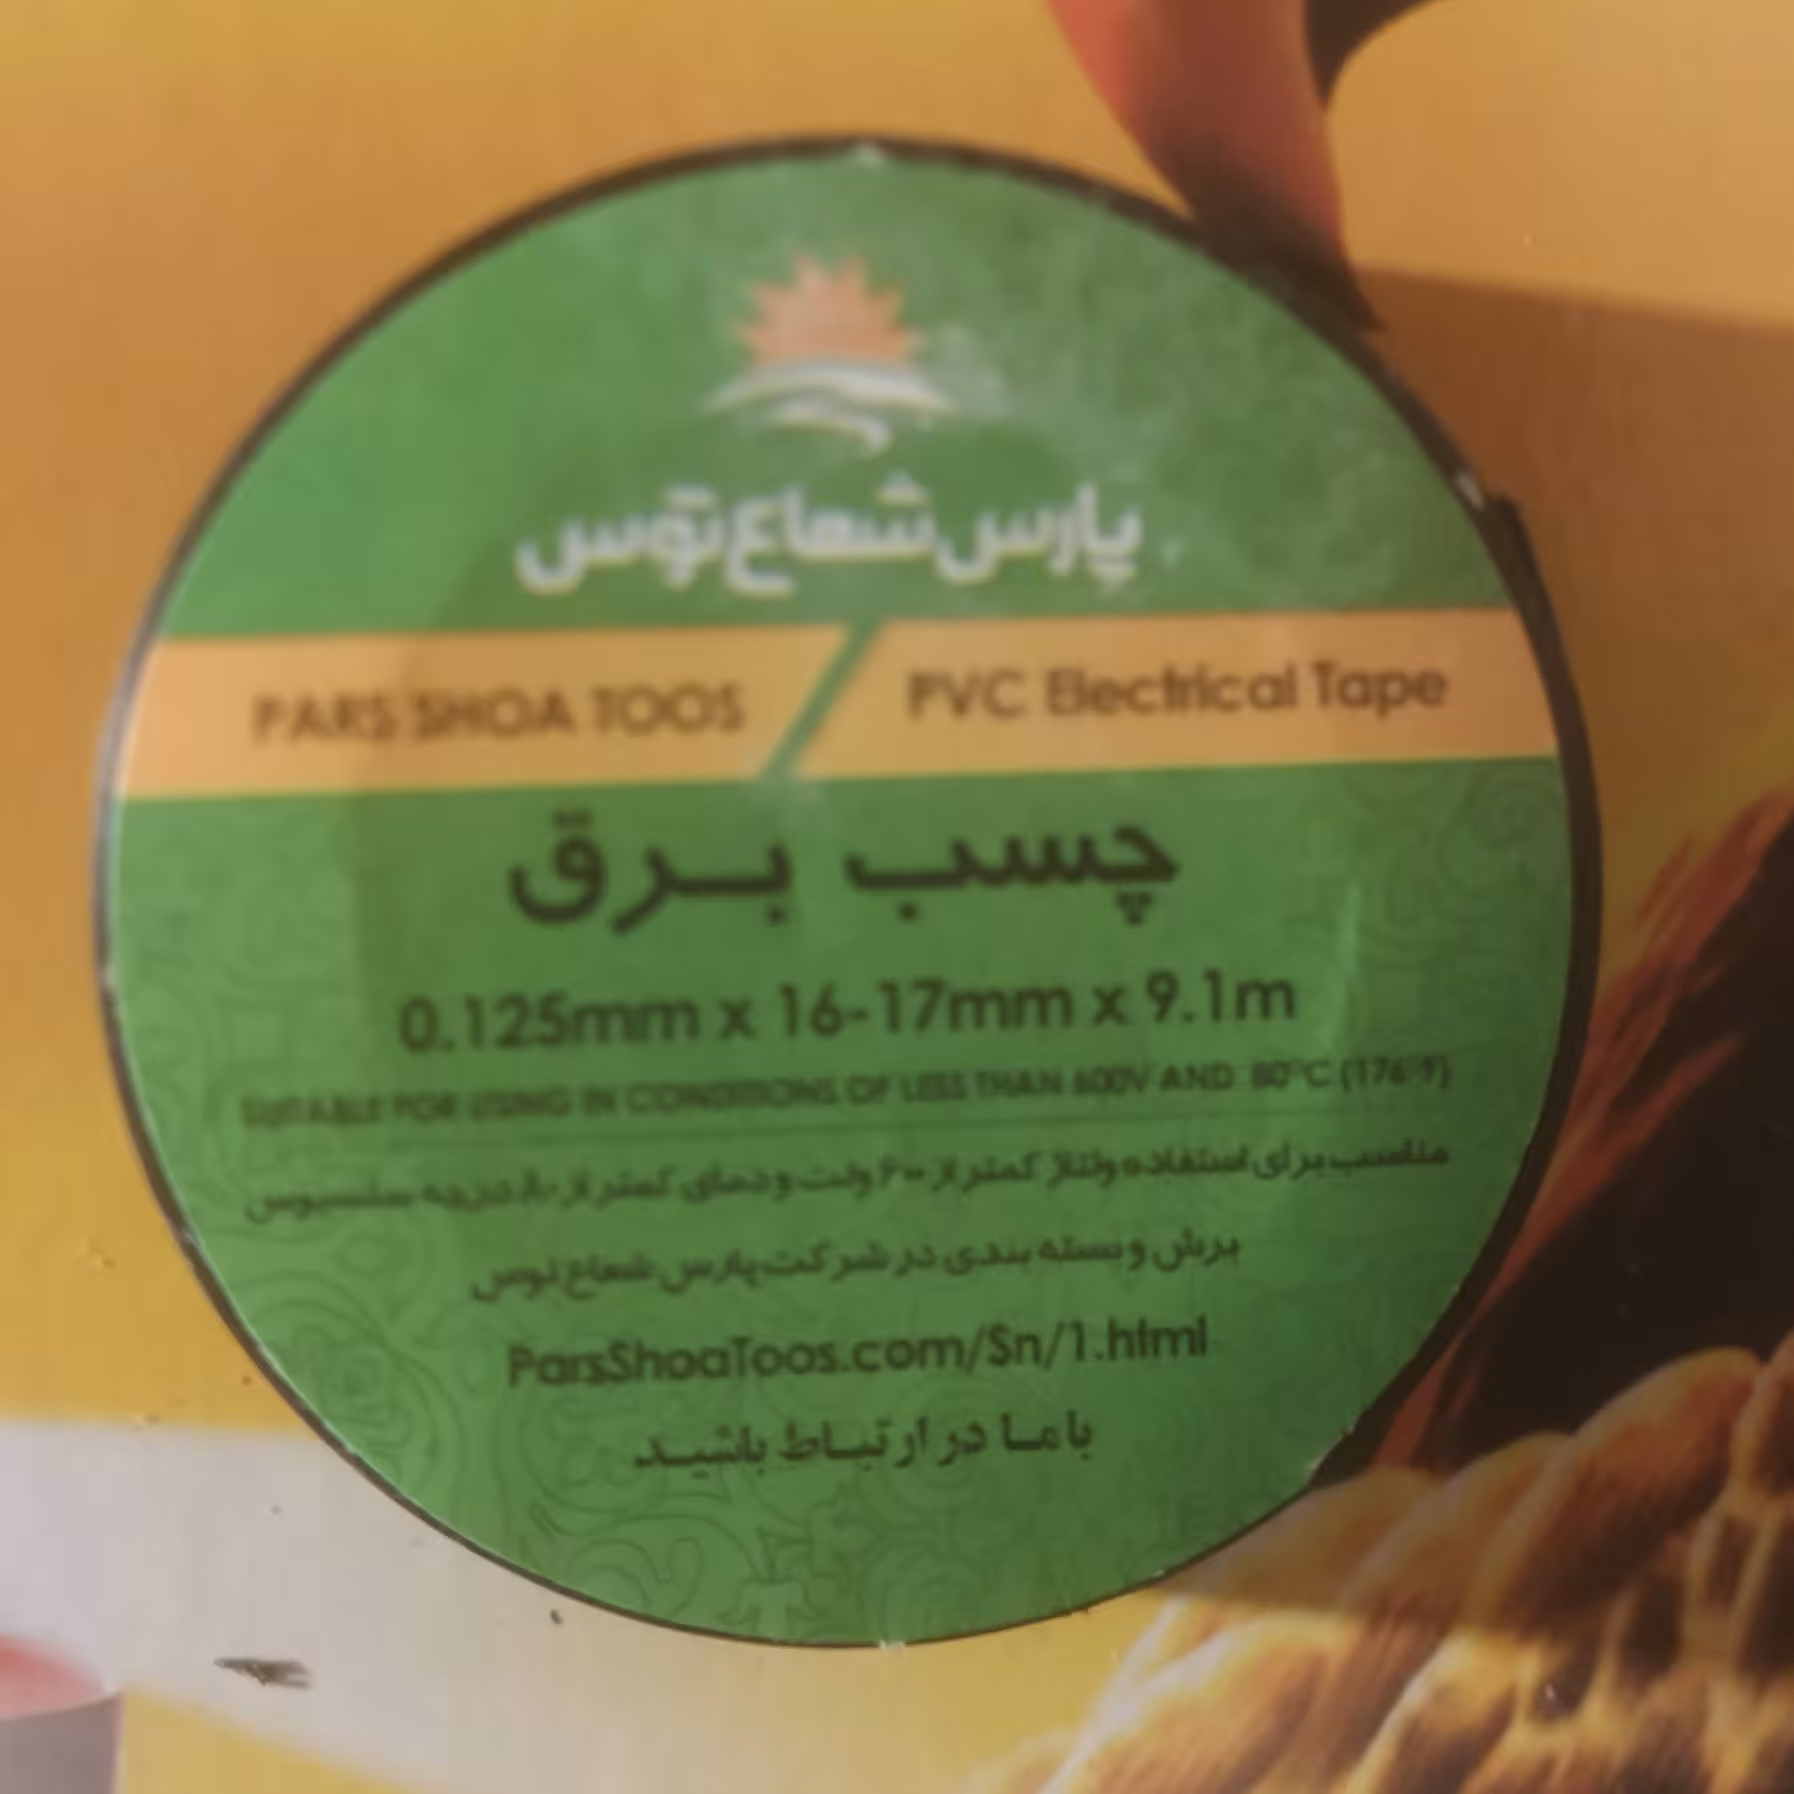 پارس شعاع توس
PARS SHOA TOOS
PVC Electrical Tape
چسب برق
0.125mm x 16-17mm x 9.1m
SUITABLE FOR USING IN CONDITIONS OF LESS THAN 600V AND 80°C (176°F)
مناسب برای استفاده ولتاژ کمتر از ۶۰۰ ولت و دمای کمتر از ۸۰ درجه سلسیوس
برش و بسته بندی در شرکت پارس شعاع توس
ParsShoaToos.com/Sn/1.html
با ما در ارتباط باشید